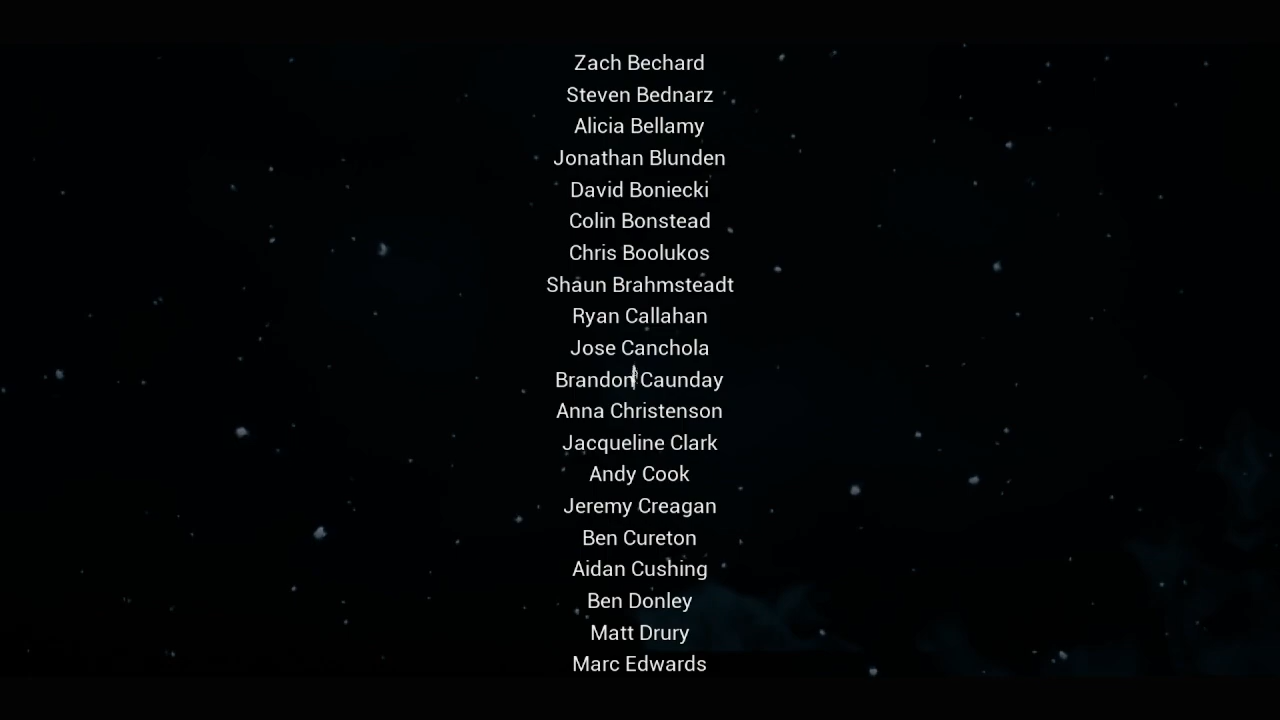 Zach Bechard
Steven Bednarz
Alicia Bellamy
Jonathan Blunden
David Boniecki
Colin Bonstead
Chris Boolukos
Shaun Brahmsteadt
Ryan Callahan
Jose Canchola
Brandon Caunday
Anna Christenson
Jacqueline Clark
Andy Cook
Jeremy Creagan
Ben Cureton
Aidan Cushing
Ben Donley
Matt Drury
Marc Edwards